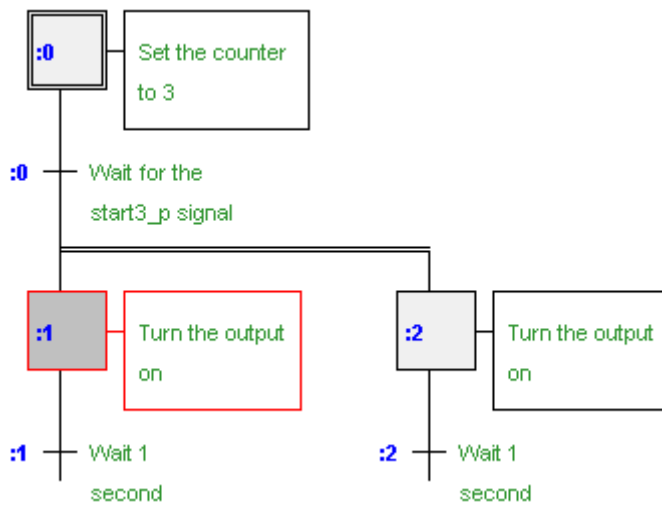 :0
Set the counter
to 3
:0
Wait for the
start3_p signal
:1
Turn the output
on
:2
Turn the output
on
:1
Wait 1
second
:2
Wait 1
second